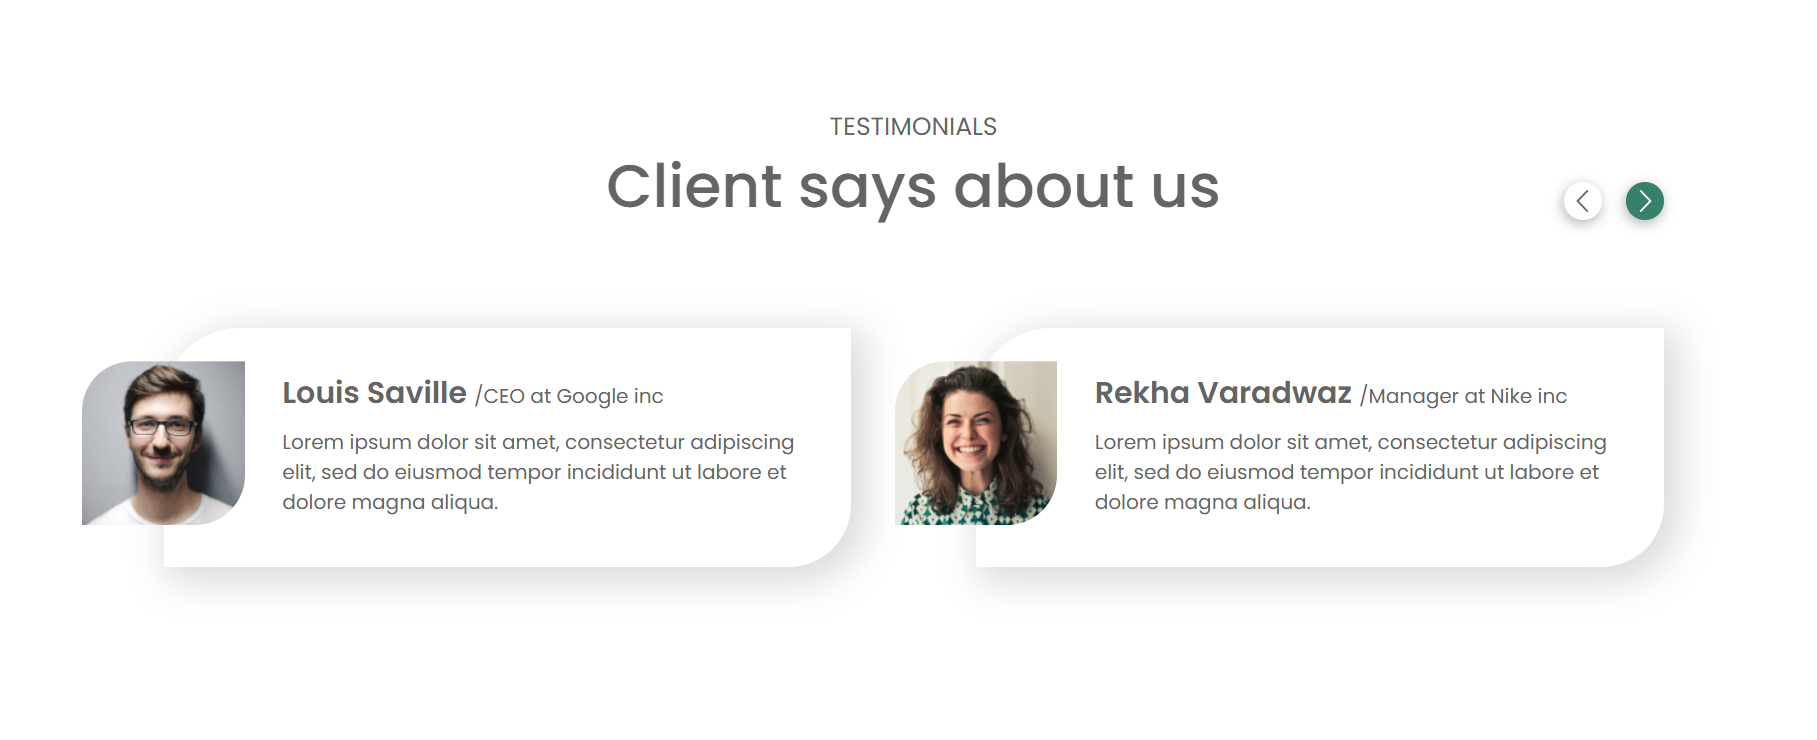 TESTIMONIALS
Client says about us
Louis Saville /CEO at Google inc
Lorem ipsum dolor sit amet, consectetur adipiscing
elit, sed do eiusmod tempor incididunt ut labore et
dolore magna aliqua.
Rekha Varadwaz /Manager at Nike inc
Lorem ipsum dolor sit amet, consectetur adipiscing
elit, sed do eiusmod tempor incididunt ut labore et
dolore magna aliqua.